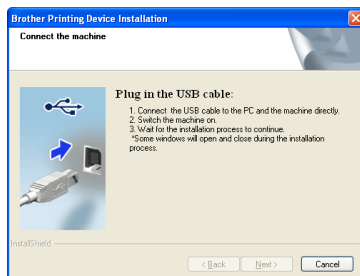 Brother Printing Device Installation
Connect the machine
Plug in the USB cable:
1. Connect the USB cable to the PC and the machine directly.
2. Switch the machine on.
3. Wait for the installation process to continue.
*Some windows will open and close during the installation
process.
InstallShield
< Back
Next >
Cancel